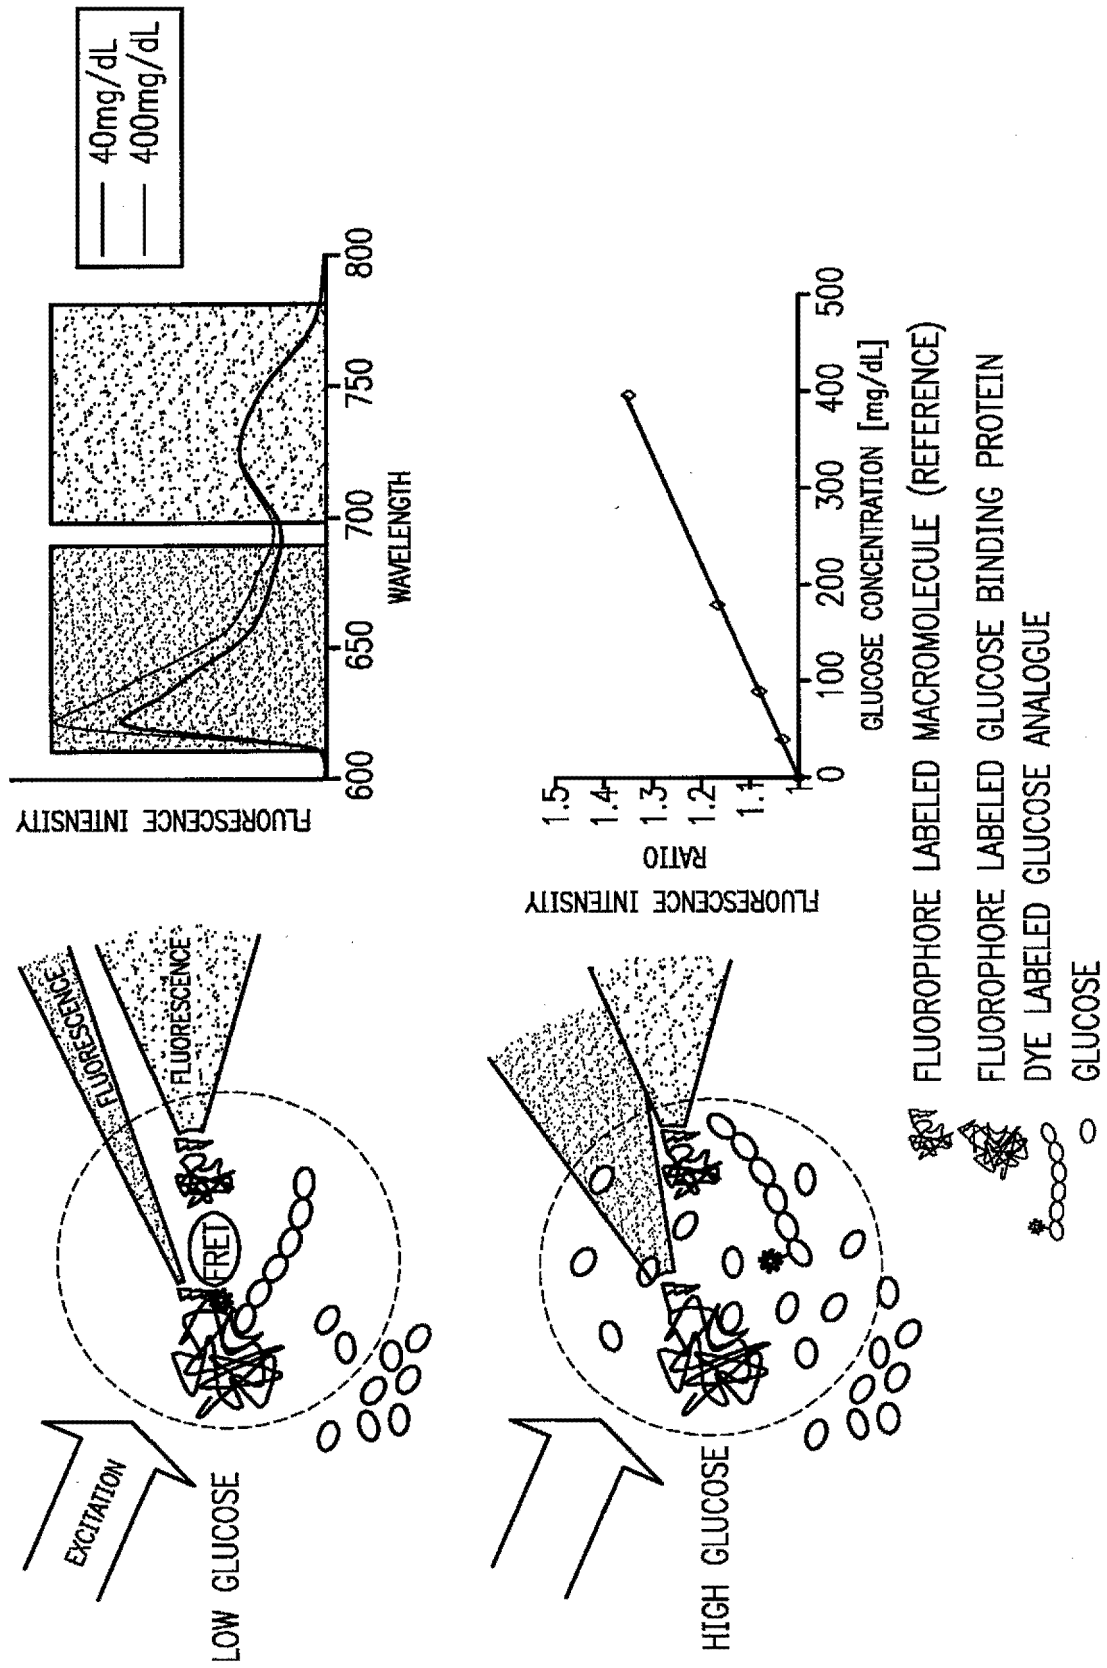 EXCITATION
LOW GLUCOSE
FRET
FLUORESCENCE
FLUORESCENCE
FLUORESCENCE INTENSITY
600
650
700
750
800
WAVELENGTH
40mg/dL
400mg/dL
HIGH GLUCOSE
FLUORESCENCE INTENSITY
RATIO
1.5
1.4
1.3
1.2
1.1
1
0
100
200
300
400
500
GLUCOSE CONCENTRATION [mg/dL]
FLUOROPHORE LABELED MACROMOLECULE (REFERENCE)
FLUOROPHORE LABELED GLUCOSE BINDING PROTEIN
DYE LABELED GLUCOSE ANALOGUE
GLUCOSE